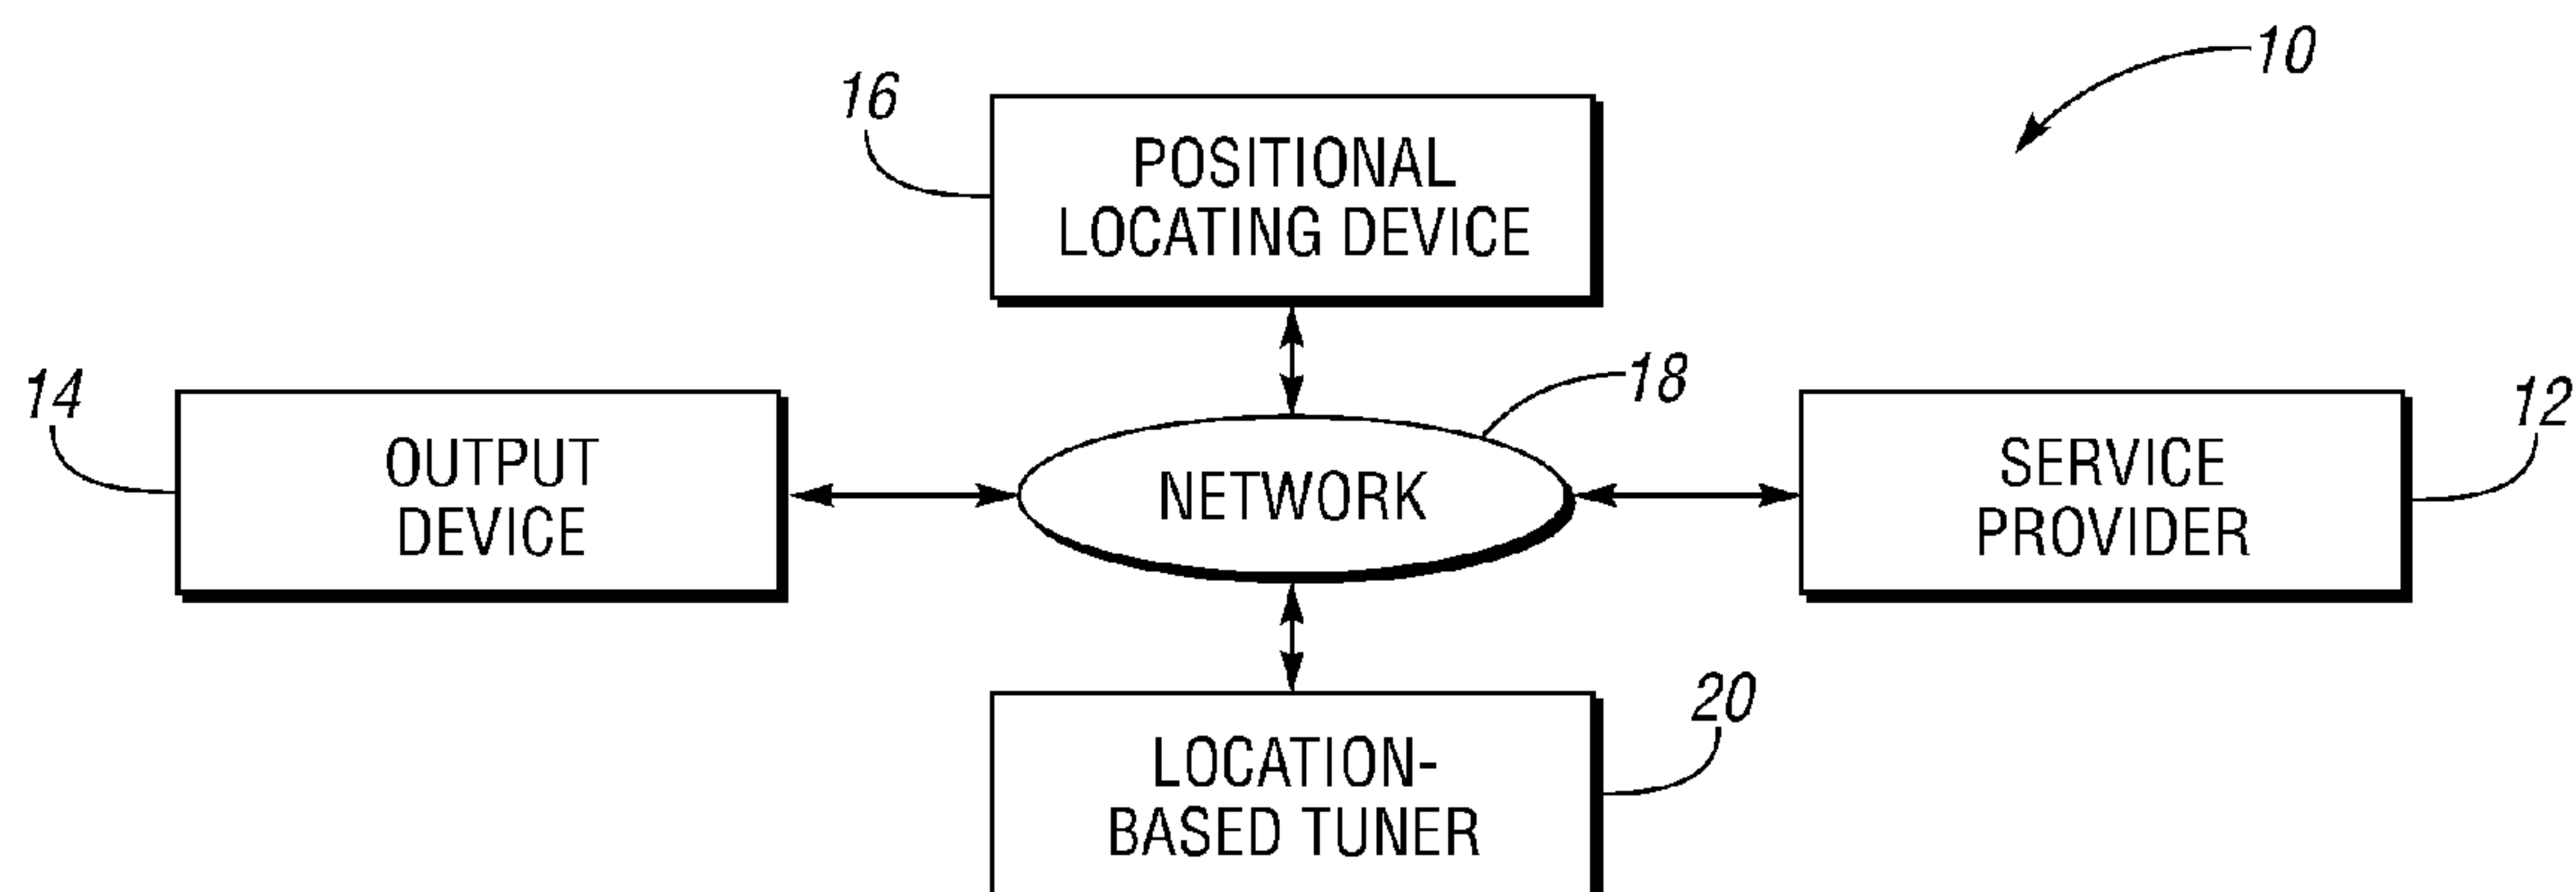 10
16
POSITIONAL
LOCATING DEVICE
18
14
OUTPUT
DEVICE
NETWORK
12
SERVICE
PROVIDER
20
LOCATION-
BASED TUNER